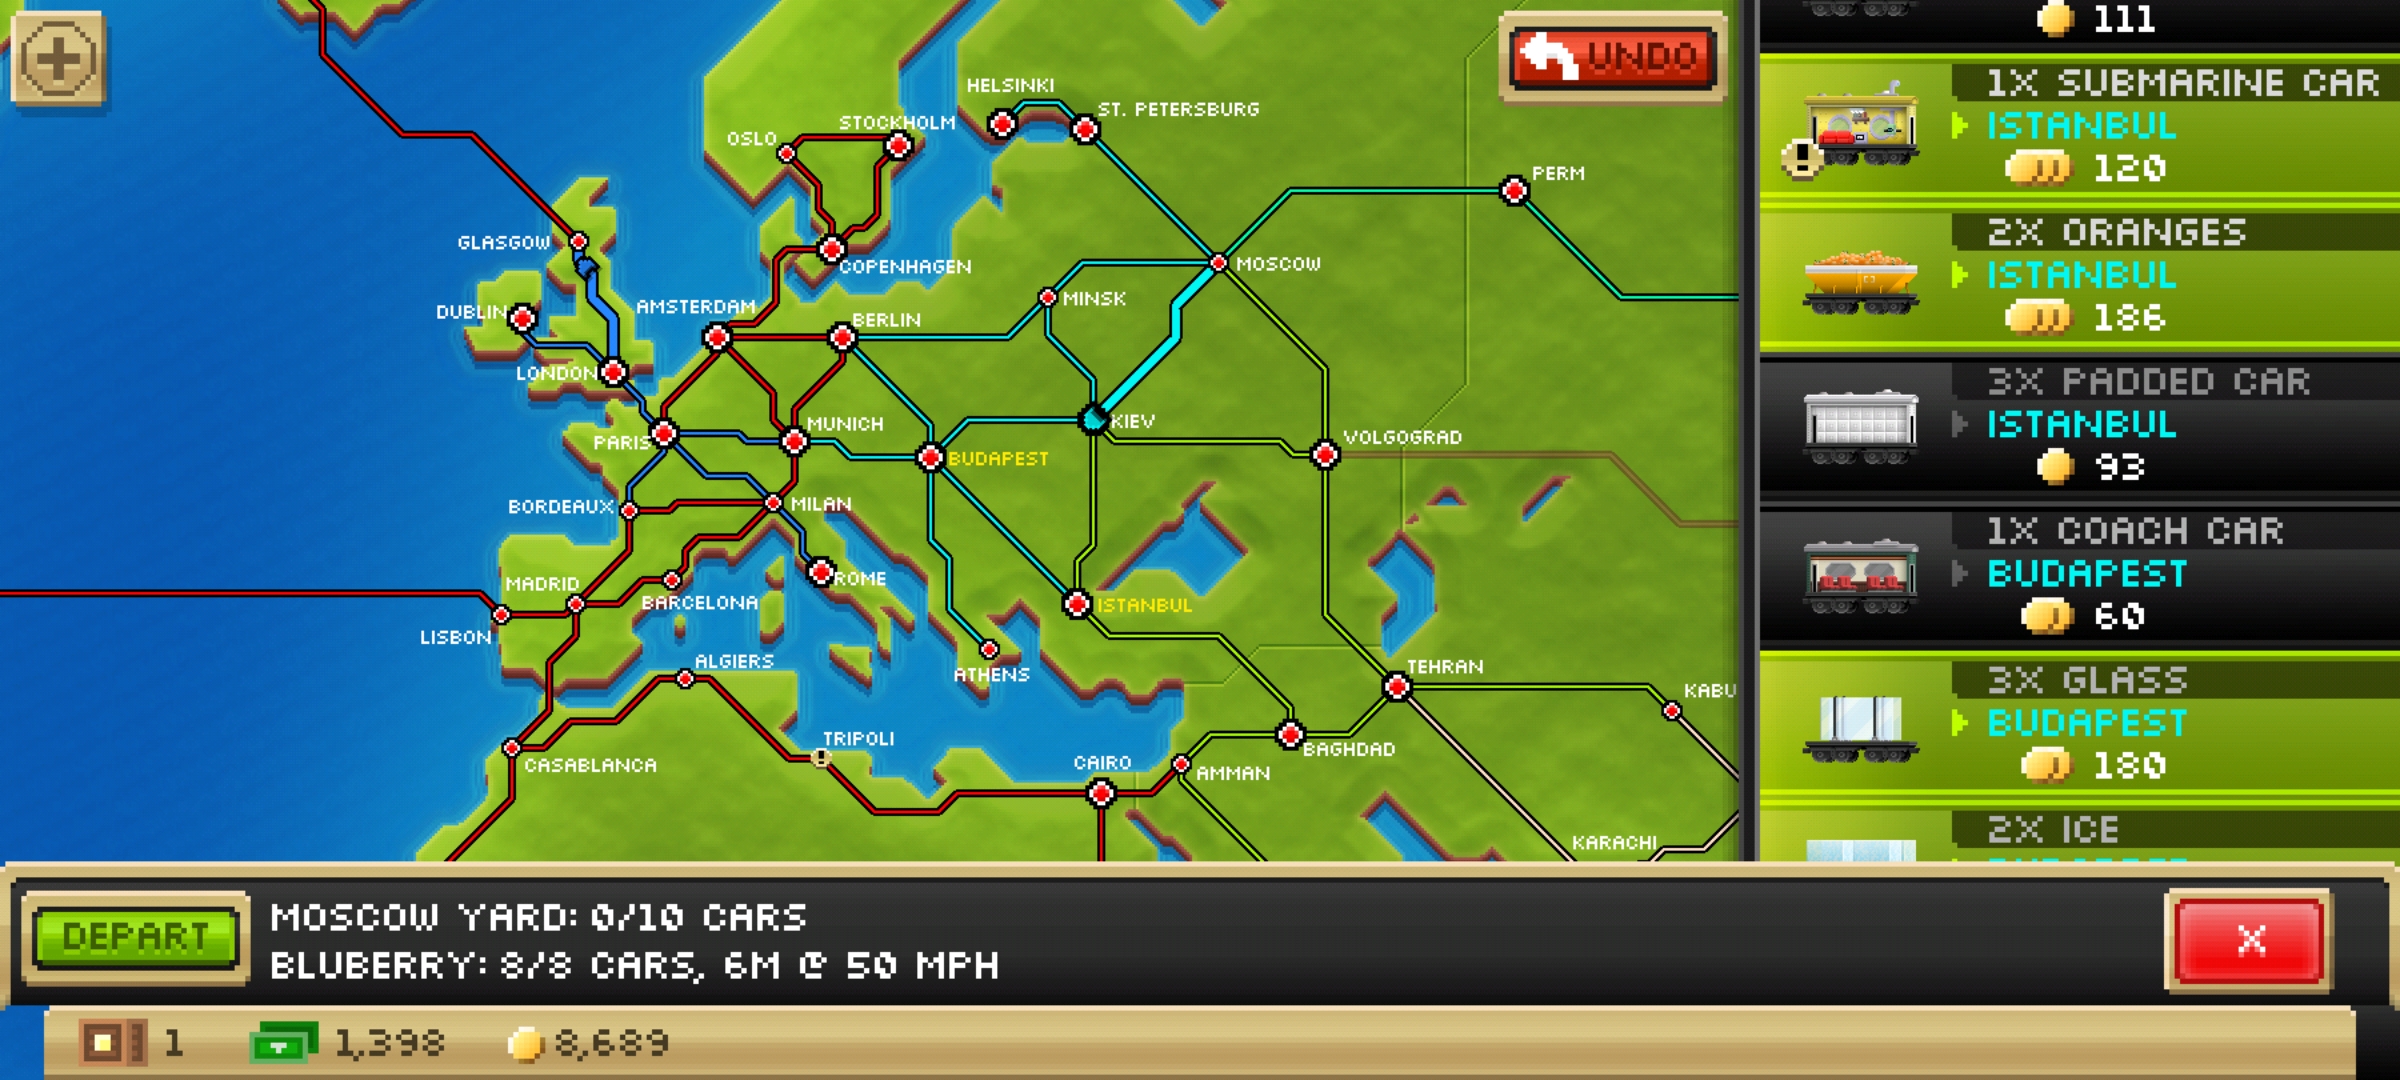 UNDO
HELSINKI
ST. PETERSBURG
STOCKHOLM
OSLO
PERM
GLASGOW
COPENHAGEN
MOSCOW
MINSK
DUBLIN
AMSTERDAM
BERLIN
LONDON
KIEV
MUNICH
PARIS
BUDAPEST
VOLGOGRAD
BORDEAUX
MILAN
MADRID
ROME
BARCELONA
ISTANBUL
LISBON
ALGIERS
ATHENS
TEHRAN
KABU
CASABLANCA
TRIPOLI
CAIRO
AMMAN
BAGHDAD
KARACHI
111
1X SUBMARINE CAR
ISTANBUL
120
2X ORANGES
ISTANBUL
186
3X PADDED CAR
ISTANBUL
93
1X COACH CAR
BUDAPEST
60
3X GLASS
BUDAPEST
180
2X ICE
DEPART
MOSCOW YARD: 0/10 CARS
BLUBERRY: 8/8 CARS, 6M @ 50 MPH
X
1
1,398
8,689